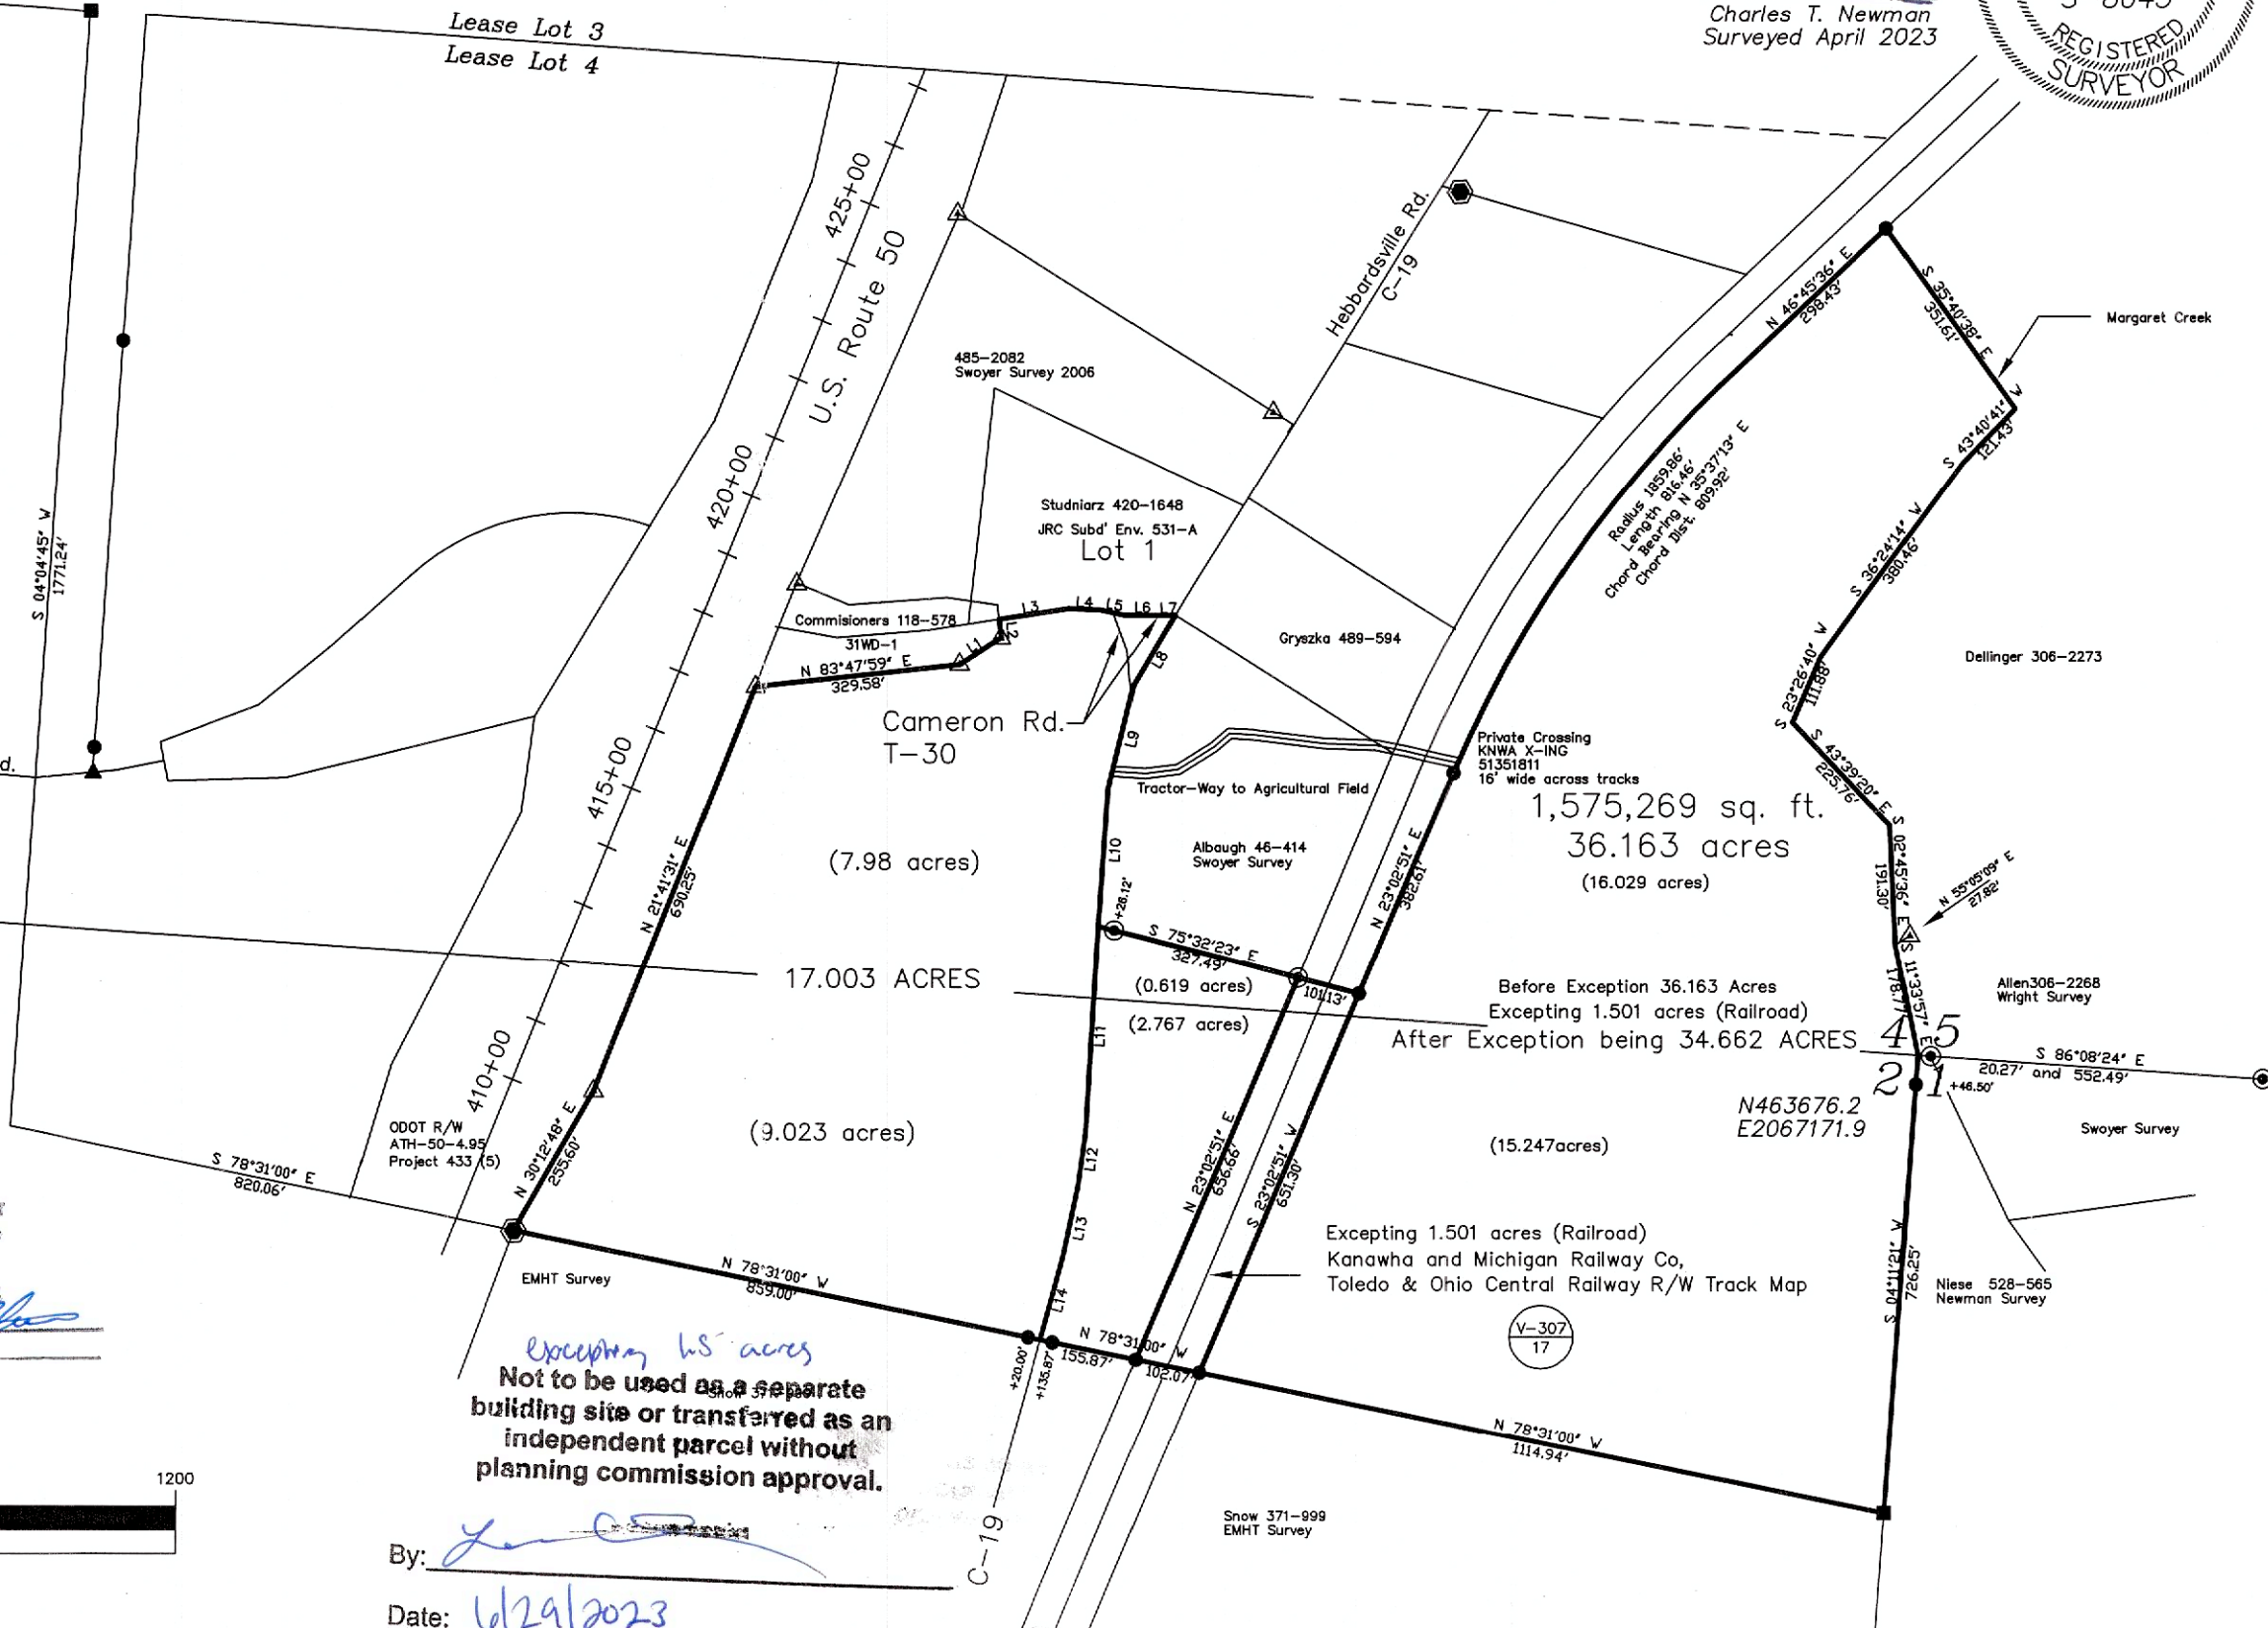 Lease Lot 3
Lease Lot 4
Charles T. Newman
Surveyed April 2023
REGISTERED
SURVEYOR
425+00
U.S. Route 50
420+00
415+00
410+00
Hebbardsville Rd.
C-19
N 46°45'36" E
298.43'
S 35°40'38" E
351.61'
Margaret Creek
S 43°40'41" W
121.43'
S 36°24'14" W
380.46'
S 23°26'40" W
111.88'
S 43°39'20" E
225.76'
S 02°45'36" E
191.30'
N 55°05'09" E
27.82'
S 11°33'57" E
178.77'
Radius 1859.86'
Length 816.46'
Chord Bearing N 35°37'13" E
Chord Dist. 809.92'
485-2082
Swoyer Survey 2006
Studniarz 420-1648
JRC Subd' Env. 531-A
Lot 1
S 04°04'45" W
1771.24'
d.
Commisioners 118-578
31WD-1
N 83°47'59" E
329.58'
L1
L2
L3
L4
L5
L6
L7
L8
L9
L10
L11
L12
L13
L14
Cameron Rd.
T-30
Gryszka 489-594
Dellinger 306-2273
Private Crossing
KNWA X-ING
51351811
16' wide across tracks
Tractor-Way to Agricultural Field
1,575,269 sq. ft.
36.163 acres
(16.029 acres)
Albaugh 46-414
Swoyer Survey
(7.98 acres)
N 21°41'31" E
690.25'
N 23°02'51" E
382.61'
+26.12'
S 75°32'23" E
327.49'
101.13'
17.003 ACRES
(0.619 acres)
(2.767 acres)
Before Exception 36.163 Acres
Excepting 1.501 acres (Railroad)
After Exception being 34.662 ACRES
Allen306-2268
Wright Survey
4 5
2 1
S 86°08'24" E
20.27' and 552.49'
+46.50'
N463676.2
E2067171.9
Swoyer Survey
(9.023 acres)
(15.247acres)
ODOT R/W
ATH-50-4.95
Project 433 (5)
N 30°12'48" E
255.60'
S 78°31'00" E
820.06'
N 23°02'51" E
656.66'
S 23°02'51" W
651.30'
S 04°11'21" W
726.25'
Excepting 1.501 acres (Railroad)
Kanawha and Michigan Railway Co,
Toledo & Ohio Central Railway R/W Track Map
V-307
17
Niese 528-565
Newman Survey
EMHT Survey
N 78°31'00" W
859.00'
+20.00'
+135.87'
N 78°31'00" W
155.87'
102.07'
N 78°31'00" W
1114.94'
excepting 1.5 acres
Not to be used as a separate
building site or transferred as an
independent parcel without
planning commission approval.
1200
Snow 371-999
EMHT Survey
C-19
By:
Date: 6/29/2023